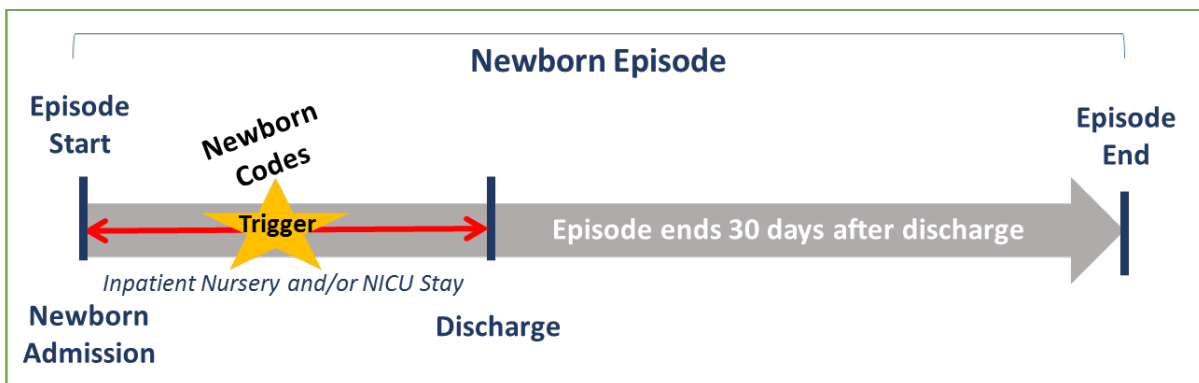 Newborn Episode
Episode
Start
Newborn
Codes
Trigger
Episode
End
Episode ends 30 days after discharge
Inpatient Nursery and/or NICU Stay
Newborn
Admission
Discharge